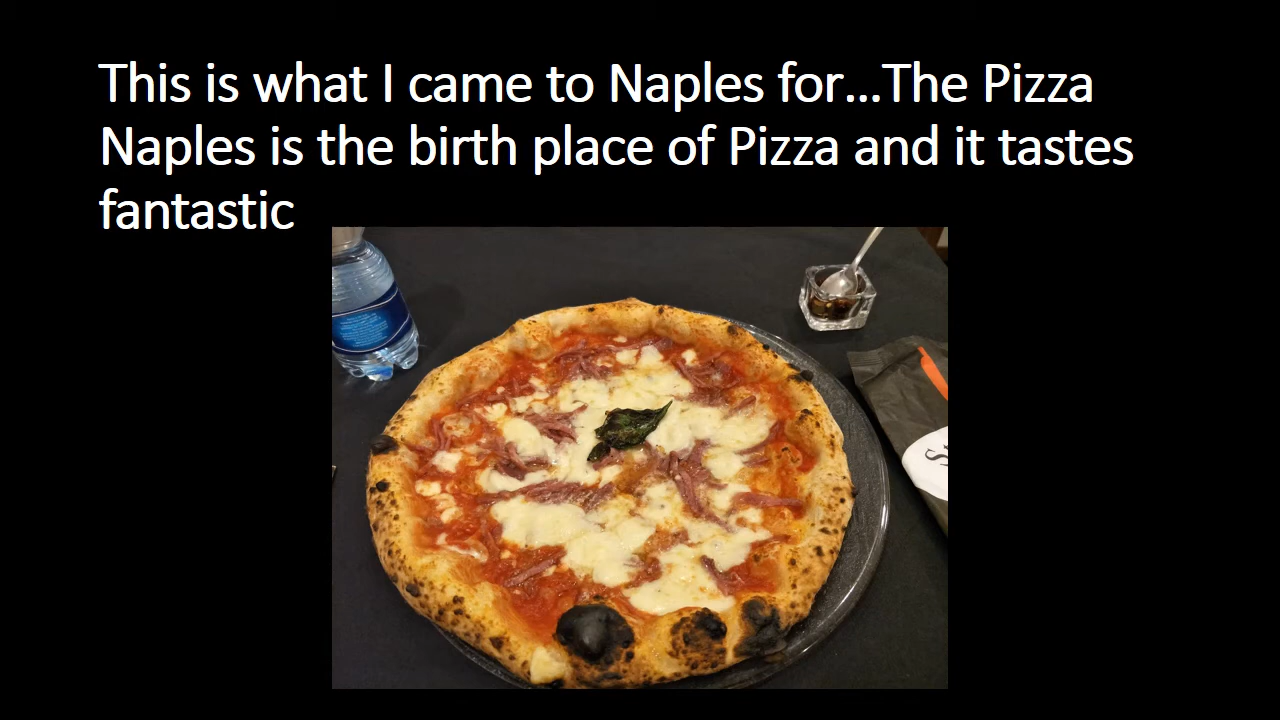 This is what I came to Naples for...The Pizza
Naples is the birth place of Pizza and it tastes
fantastic